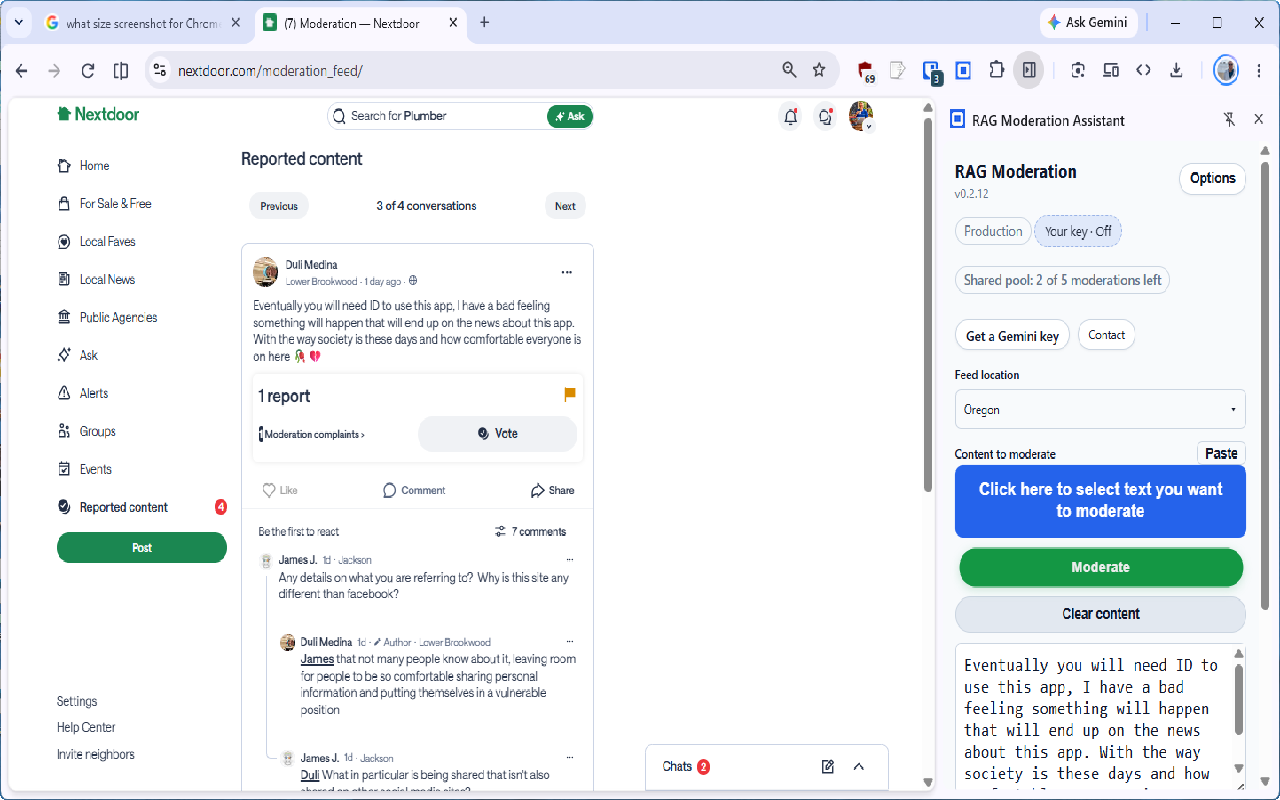 what size screenshot for Chrome
(7) Moderation — Nextdoor
Ask Gemini
nextdoor.com/moderation_feed/
69
3
Nextdoor
Search for Plumber
Ask
Home
For Sale & Free
Local Faves
Local News
Public Agencies
Ask
Alerts
Groups
Events
Reported content
4
Post
Settings
Help Center
Invite neighbors
Reported content
Previous
3 of 4 conversations
Next
Duli Medina
Lower Brookwood · 1 day ago ·
Eventually you will need ID to use this app, I have a bad feeling
something will happen that will end up on the news about this app.
With the way society is these days and how comfortable everyone is
on here 🥀 💔
1 report
1 Moderation complaints ›
Vote
Like
Comment
Share
Be the first to react
7 comments
James J. 1d · Jackson
Any details on what you are referring to? Why is this site any
different than facebook?
Duli Medina 1d · Author · Lower Brookwood
James that not many people know about it, leaving room
for people to be so comfortable sharing personal
information and putting themselves in a vulnerable
position
James J. 1d · Jackson
Duli What in particular is being shared that isn't also
shared on other social media sites?
Chats 2
RAG Moderation Assistant
RAG Moderation
v0.2.12
Options
Production
Your key · Off
Shared pool: 2 of 5 moderations left
Get a Gemini key
Contact
Feed location
Oregon
Content to moderate
Paste
Click here to select text you want
to moderate
Moderate
Clear content
Eventually you will need ID to
use this app, I have a bad
feeling something will happen
that will end up on the news
about this app. With the way
society is these days and how